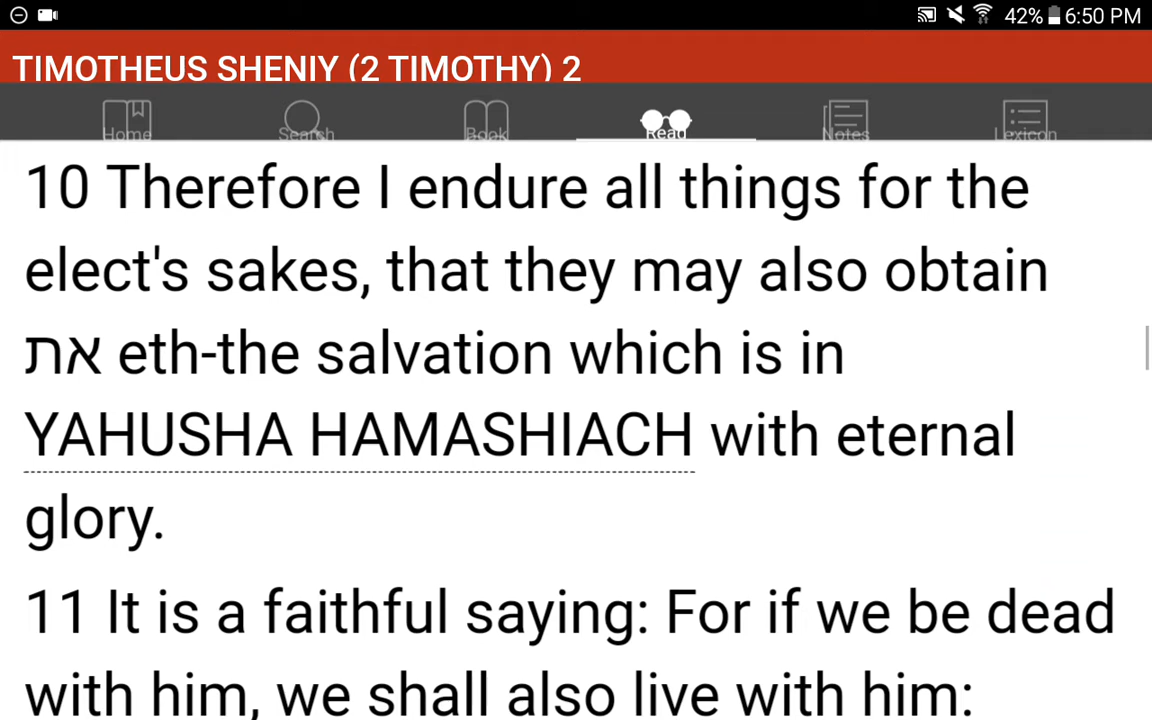 42% 6:50 PM
TIMOTHEUS SHENIY (2 TIMOTHY) 2
Home Search Book Read Notes Lexicon
10 Therefore I endure all things for the
elect's sakes, that they may also obtain
את eth-the salvation which is in
YAHUSHA HAMASHIACH with eternal
glory.
11 It is a faithful saying: For if we be dead
with him, we shall also live with him: